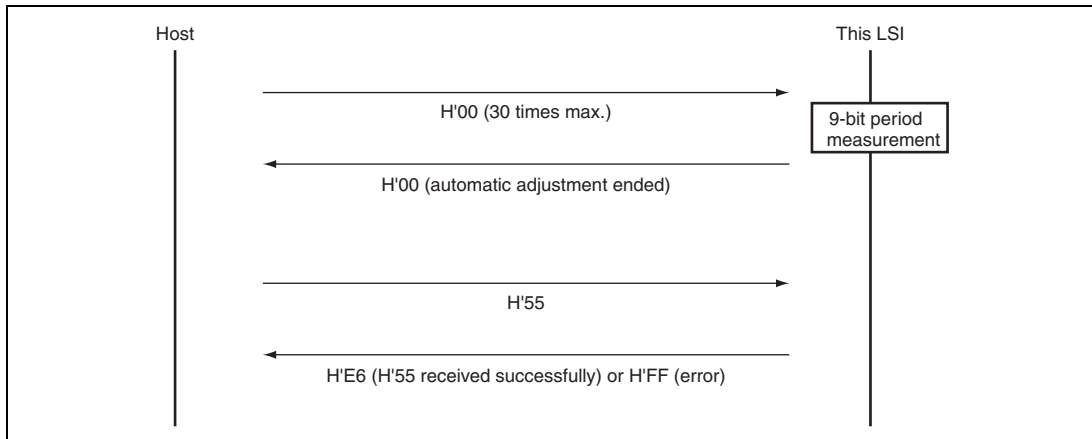 Host
This LSI
H'00 (30 times max.)
9-bit period
measurement
H'00 (automatic adjustment ended)
H'55
H'E6 (H'55 received successfully) or H'FF (error)